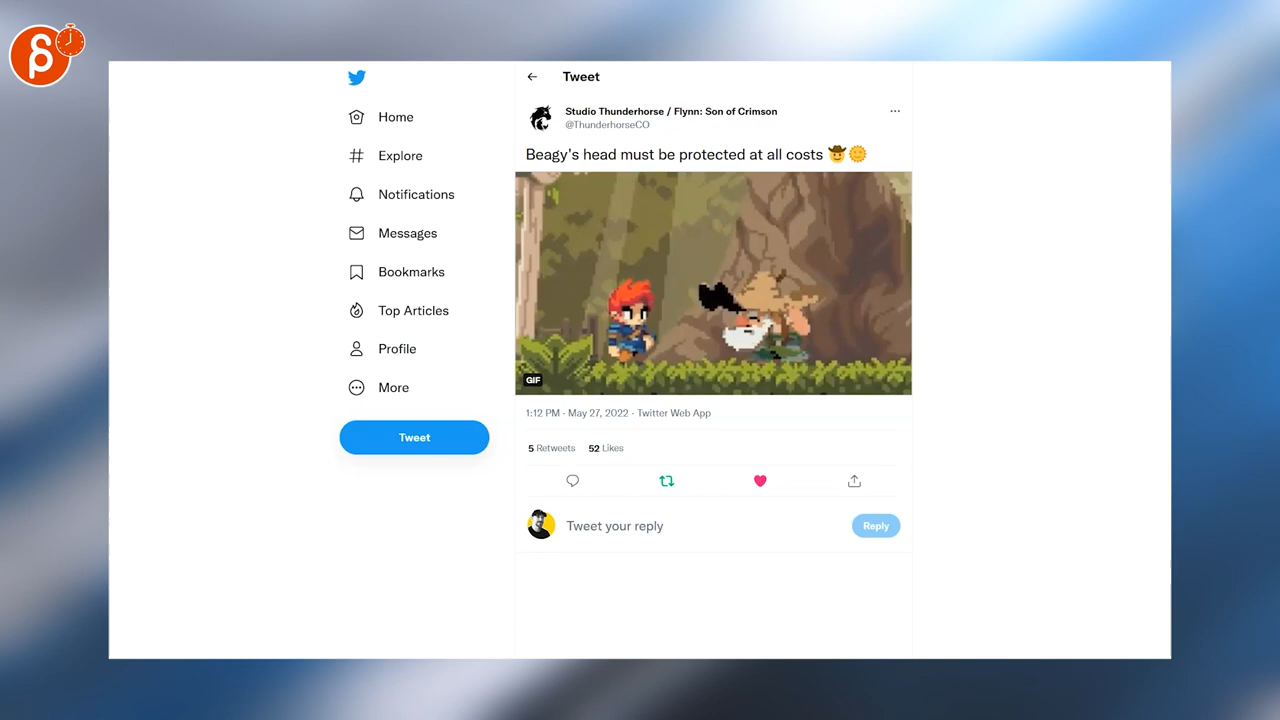 Home
Explore
Notifications
Messages
Bookmarks
Top Articles
Profile
More
Tweet
Tweet
Studio Thunderhorse / Flynn: Son of Crimson
@ThunderhorseCO
Beagy's head must be protected at all costs 🤠🌞
GIF
1:12 PM · May 27, 2022 · Twitter Web App
5 Retweets 52 Likes
Tweet your reply
Reply